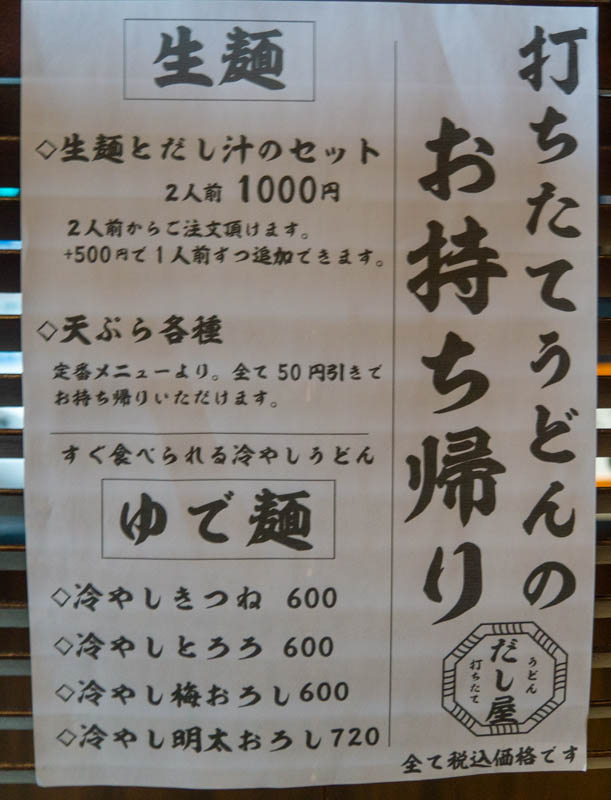 打ちたてうどんの
お持ち帰り
生麺
◇生麺とだし汁のセット
2人前 1000円
2人前からご注文頂けます。
+500円で1人前ずつ追加できます。
◇天ぷら各種
定番メニューより。全て50円引きで
お持ち帰りいただけます。
すぐ食べられる冷やしうどん
ゆで麺
◇冷やしきつね 600
◇冷やしとろろ 600
◇冷やし梅おろし600
◇冷やし明太おろし720
うどん
だし屋
打ちたて
全て税込価格です